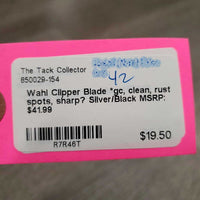 42
The Tack Collector
850029-154
Wahl Clipper Blade *gc, clean, rust
spots, sharp? Silver/Black MSRP:
$41.99
$19.50
R7R46T